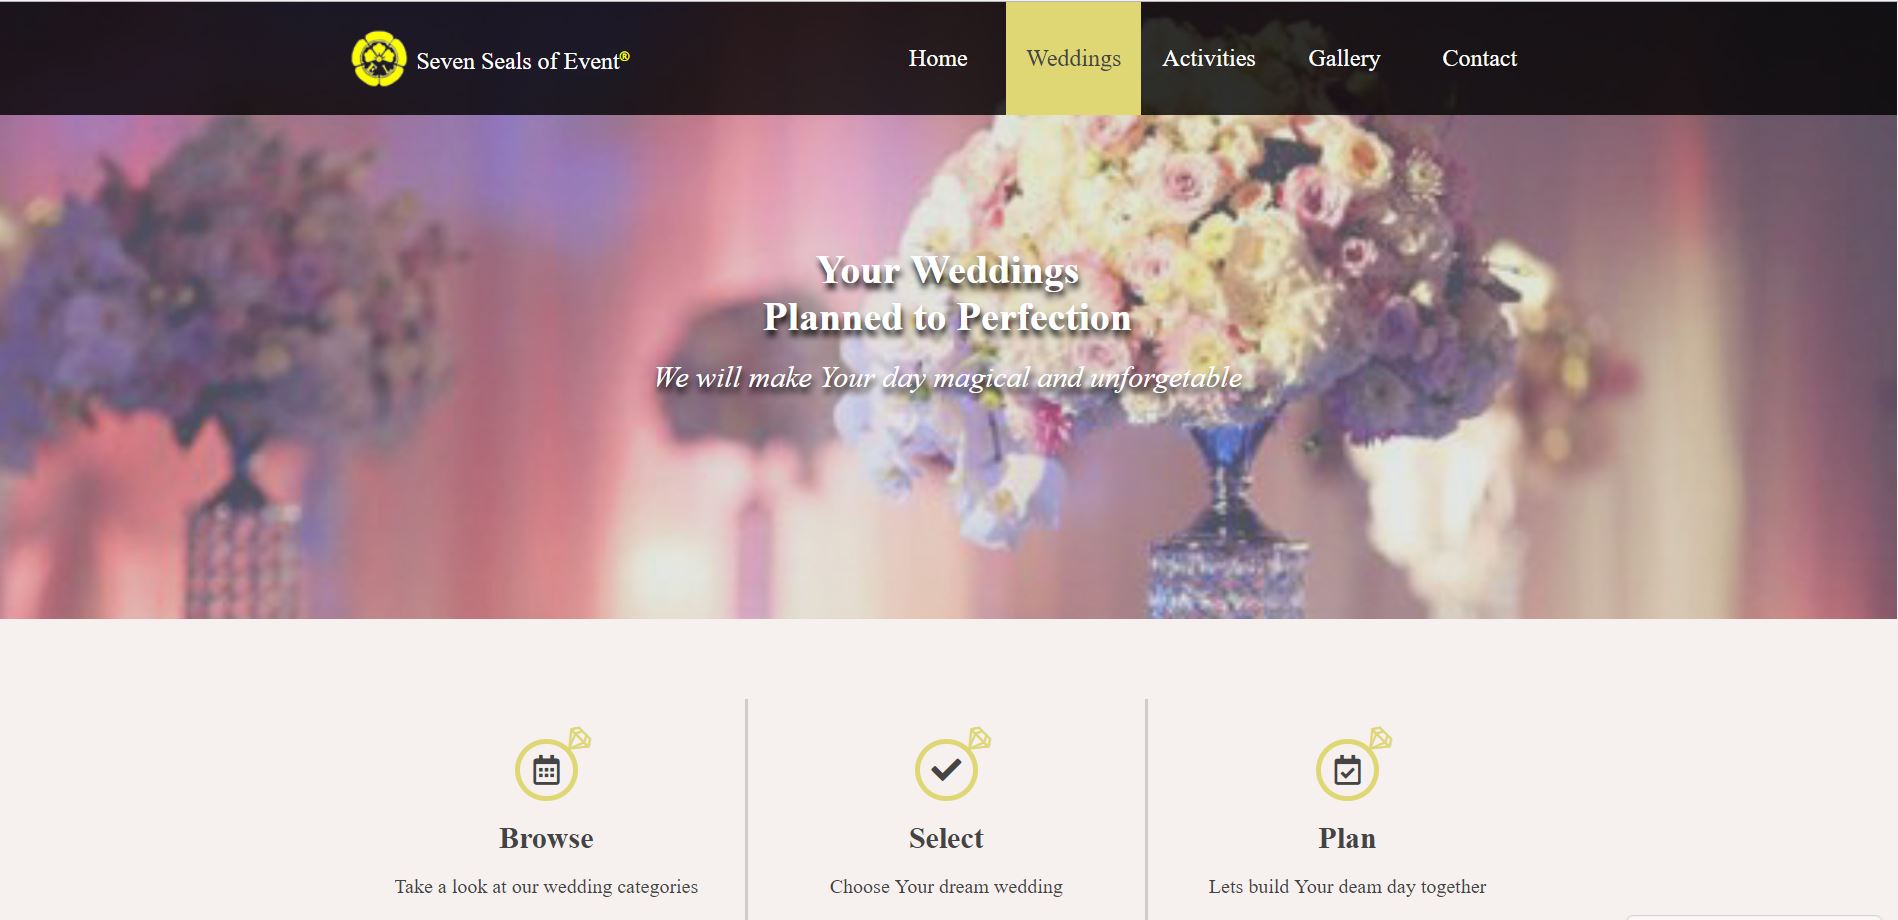 Seven Seals of Event®
Home Weddings Activities Gallery Contact
Your Weddings
Planned to Perfection
We will make Your day magical and unforgetable
Browse
Take a look at our wedding categories
Select
Choose Your dream wedding
Plan
Lets build Your deam day together